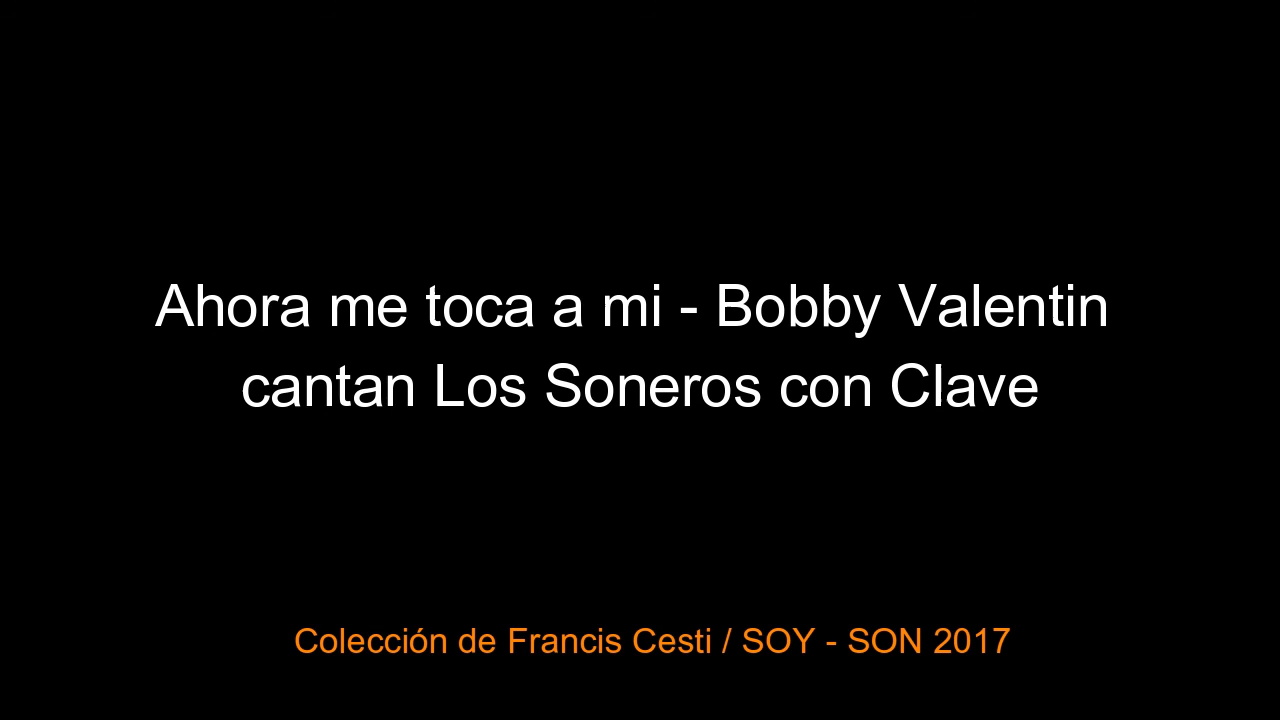 Ahora me toca a mi - Bobby Valentin
cantan Los Soneros con Clave
Colección de Francis Cesti / SOY - SON 2017